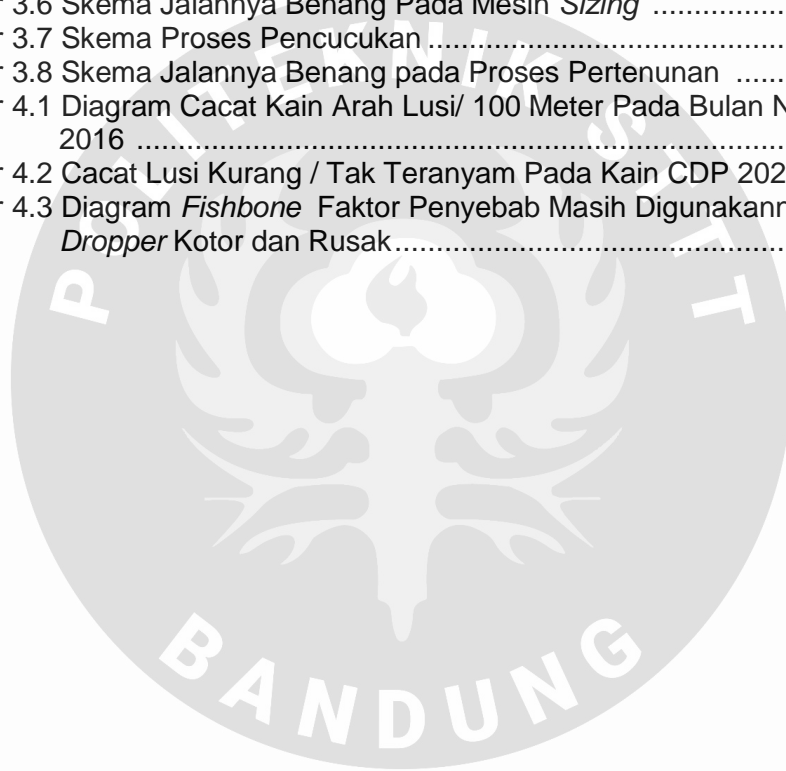 3.6 Skema Jalannya Benang Pada Mesin Sizing ..................
3.7 Skema Proses Pencucukan ............................................
3.8 Skema Jalannya Benang pada Proses Pertenunan .......
4.1 Diagram Cacat Kain Arah Lusi/ 100 Meter Pada Bulan
2016 ...............................................................................
4.2 Cacat Lusi Kurang / Tak Teranyam Pada Kain CDP
4.3 Diagram Fishbone Faktor Penyebab Masih
Dropper Kotor dan Rusak................................................
POLITEKNIK STTT
BANDUNG